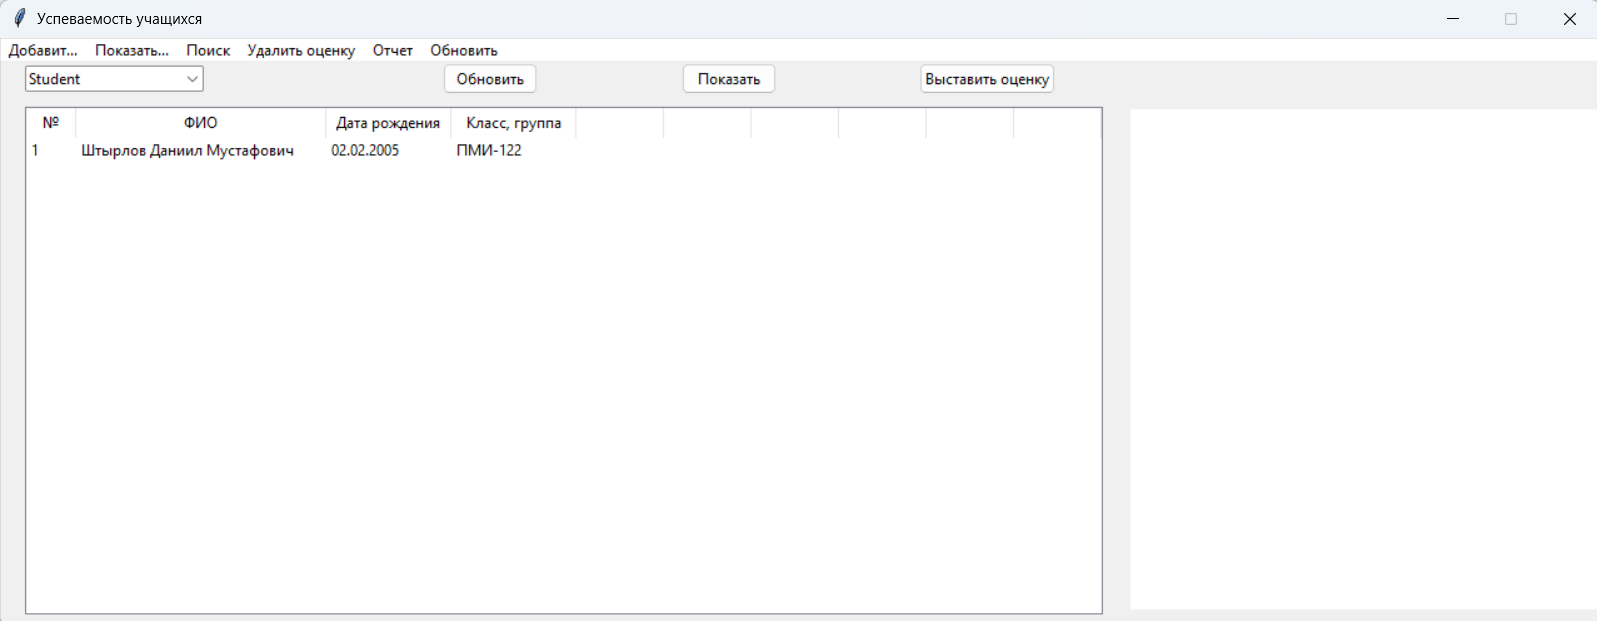 Успеваемость учащихся
Добавит... Показать... Поиск Удалить оценку Отчет Обновить
Student Обновить Показать Выставить оценку
№ ФИО Дата рождения Класс, группа
1 Штырлов Даниил Мустафович 02.02.2005 ПМИ-122